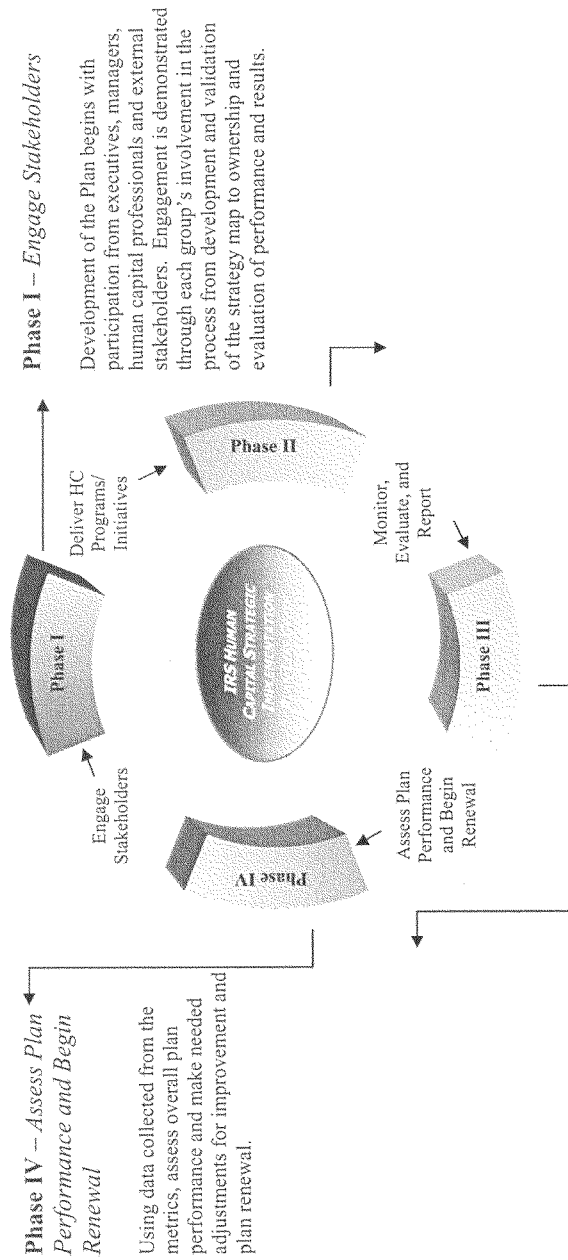 Phase I – Engage Stakeholders
Development of the Plan begins with
participation from executives, managers,
human capital professionals and external
stakeholders. Engagement is demonstrated
through each group's involvement in the
process from development and validation
of the strategy map to ownership and
evaluation of performance and results.
Phase I
Engage
Stakeholders
Deliver HC
Programs/
Initiatives
Phase II
IRS HUMAN
CAPITAL STRATEGIC
Monitor,
Evaluate, and
Report
Phase III
Assess Plan
Performance
and Begin
Renewal
Phase IV
Phase IV – Assess Plan
Performance and Begin
Renewal
Using data collected from the
metrics, assess overall plan
performance and make needed
adjustments for improvement and
plan renewal.